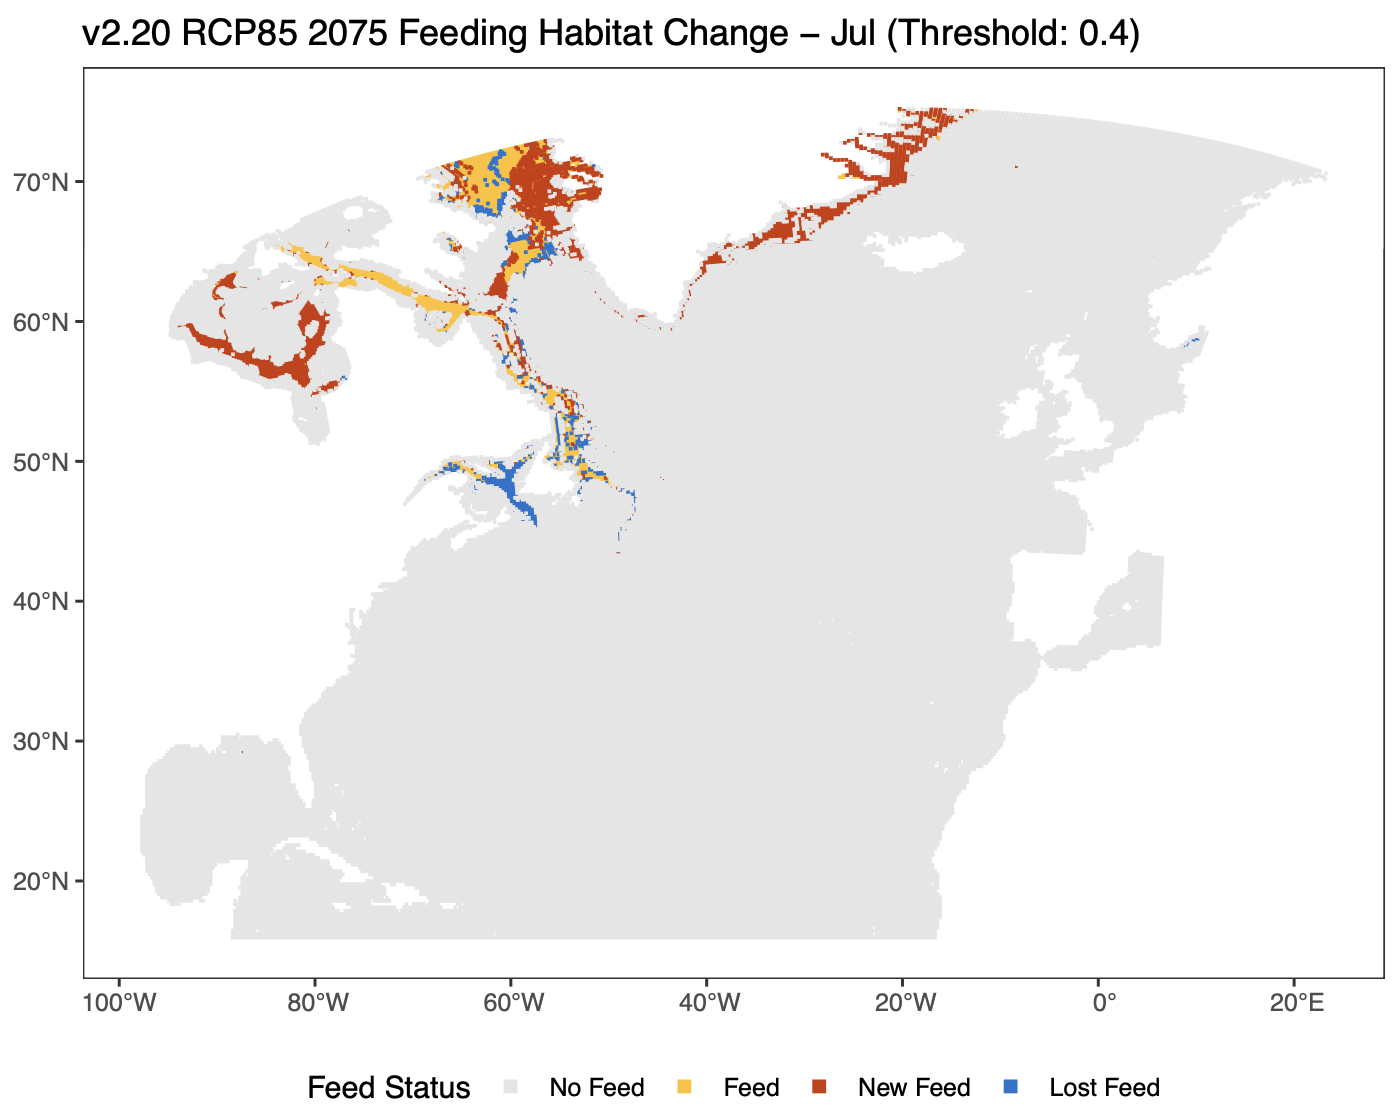 v2.20 RCP85 2075 Feeding Habitat Change – Jul (Threshold: 0.4)
70°N
60°N
50°N
40°N
30°N
20°N
100°W 80°W 60°W 40°W 20°W 0° 20°E
Feed Status No Feed Feed New Feed Lost Feed